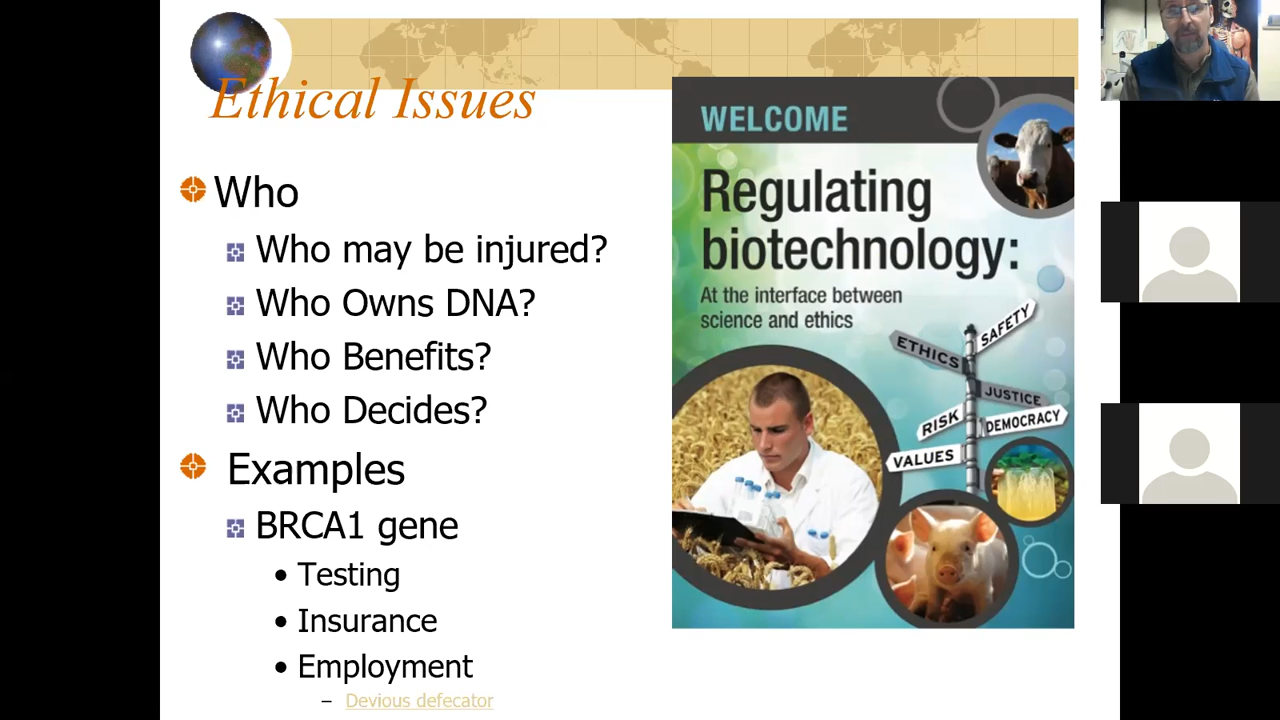 Ethical Issues
Who
Who may be injured?
Who Owns DNA?
Who Benefits?
Who Decides?
Examples
BRCA1 gene
• Testing
• Insurance
• Employment
– Devious defecator
WELCOME
Regulating
biotechnology:
At the interface between
science and ethics
SAFETY
ETHICS
JUSTICE
RISK
DEMOCRACY
VALUES